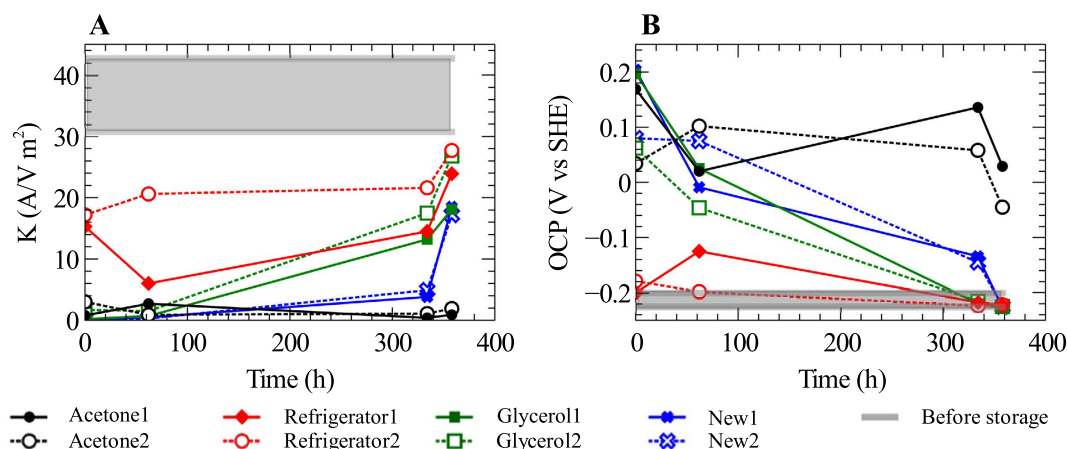 A
B
K (A/V m²)
40
30
20
10
0
0
100
200
300
400
Time (h)
OCP (V vs SHE)
0.2
0.1
0
−0.1
−0.2
0
100
200
300
400
Time (h)
Acetone1
Refrigerator1
Glycerol1
New1
Before storage
Acetone2
Refrigerator2
Glycerol2
New2